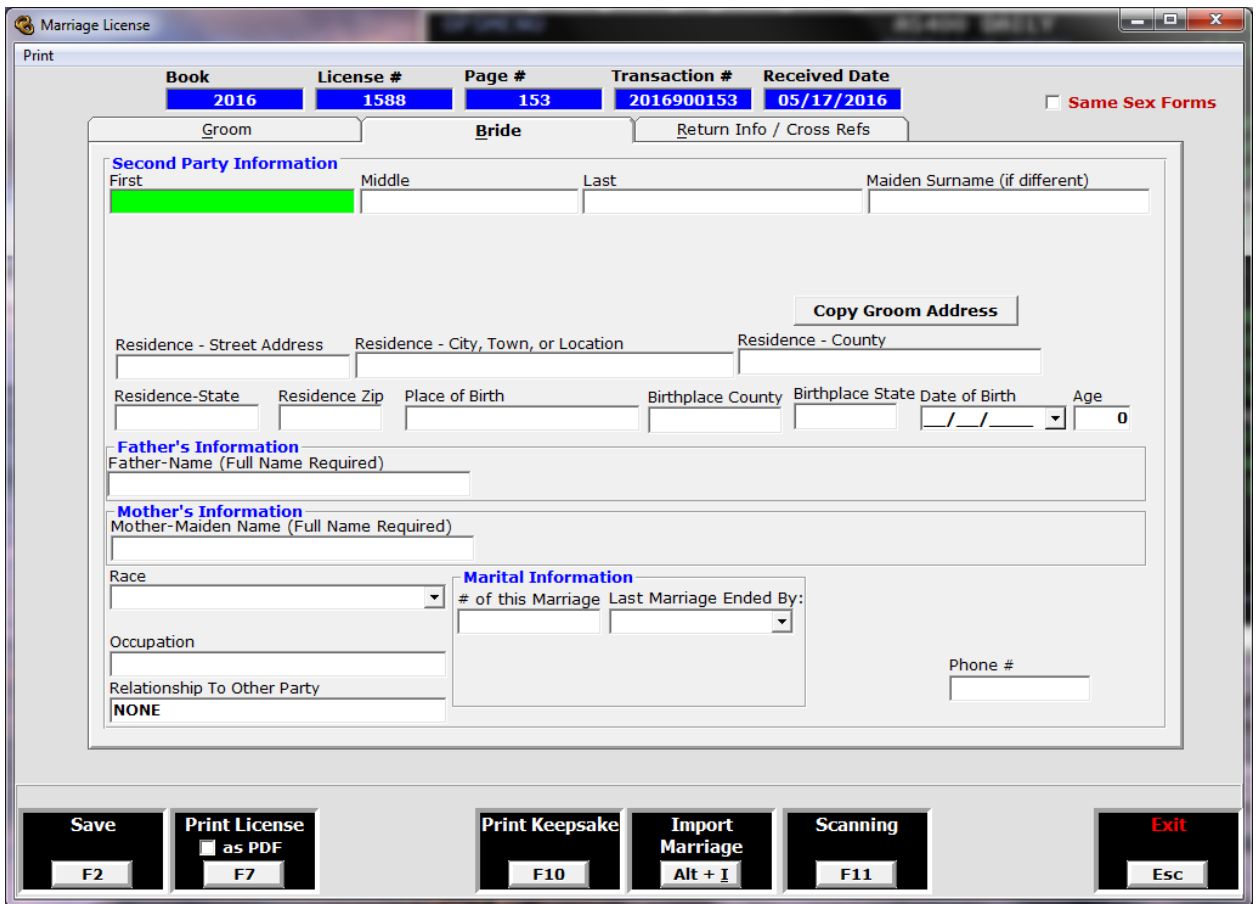 Marriage License
OPSMENU AS400 DAILY
Print
Book License # Page # Transaction # Received Date
2016 1588 153 2016900153 05/17/2016
Same Sex Forms
Groom Bride Return Info / Cross Refs
Second Party Information
First Middle Last Maiden Surname (if different)
Copy Groom Address
Residence - Street Address Residence - City, Town, or Location Residence - County
Residence-State Residence Zip Place of Birth Birthplace County Birthplace State Date of Birth Age
__/__/____ 0
Father's Information
Father-Name (Full Name Required)
Mother's Information
Mother-Maiden Name (Full Name Required)
Race Marital Information
# of this Marriage Last Marriage Ended By:
Occupation
Phone #
Relationship To Other Party
NONE
Save Print License Print Keepsake Import Marriage Scanning Exit
as PDF
F2 F7 F10 Alt + I F11 Esc